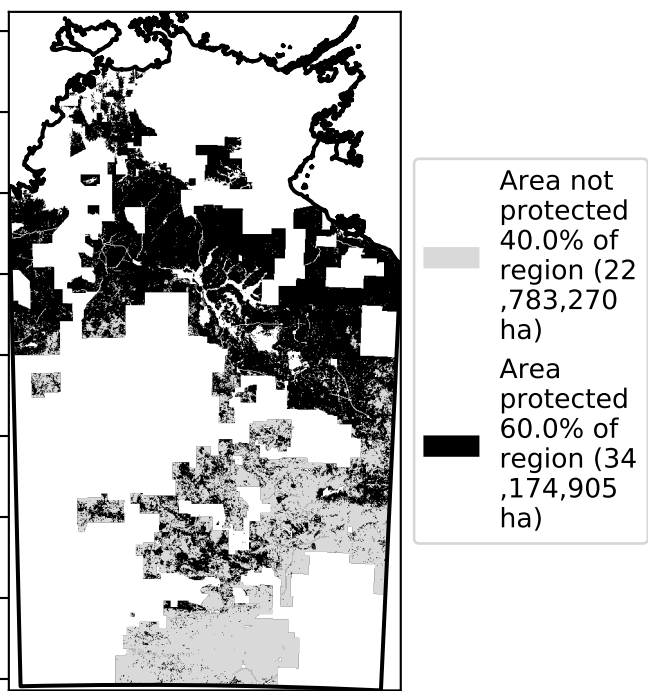 Area not
protected
40.0% of
region (22
,783,270
ha)
Area
protected
60.0% of
region (34
,174,905
ha)